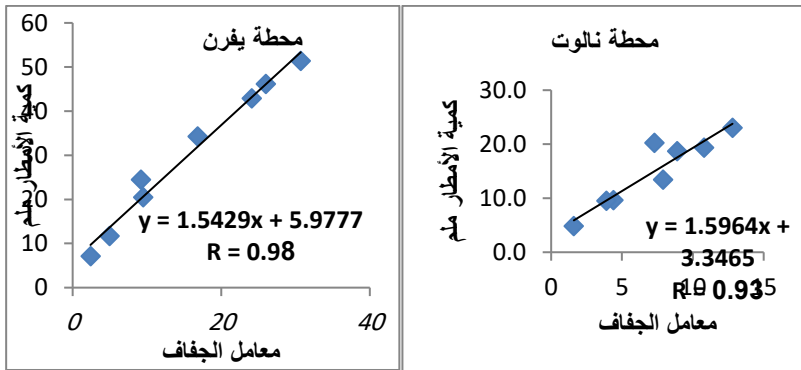 محطة يفرن
كمية الأمطار ملم
60
50
40
30
20
10
0
y = 1.5429x + 5.9777
R = 0.98
0 20 40
معامل الجفاف
محطة نالوت
كمية الأمطار ملم
30.0
20.0
10.0
0.0
y = 1.5964x +
3.3465
R = 0.93
0 5 10 15
معامل الجفاف